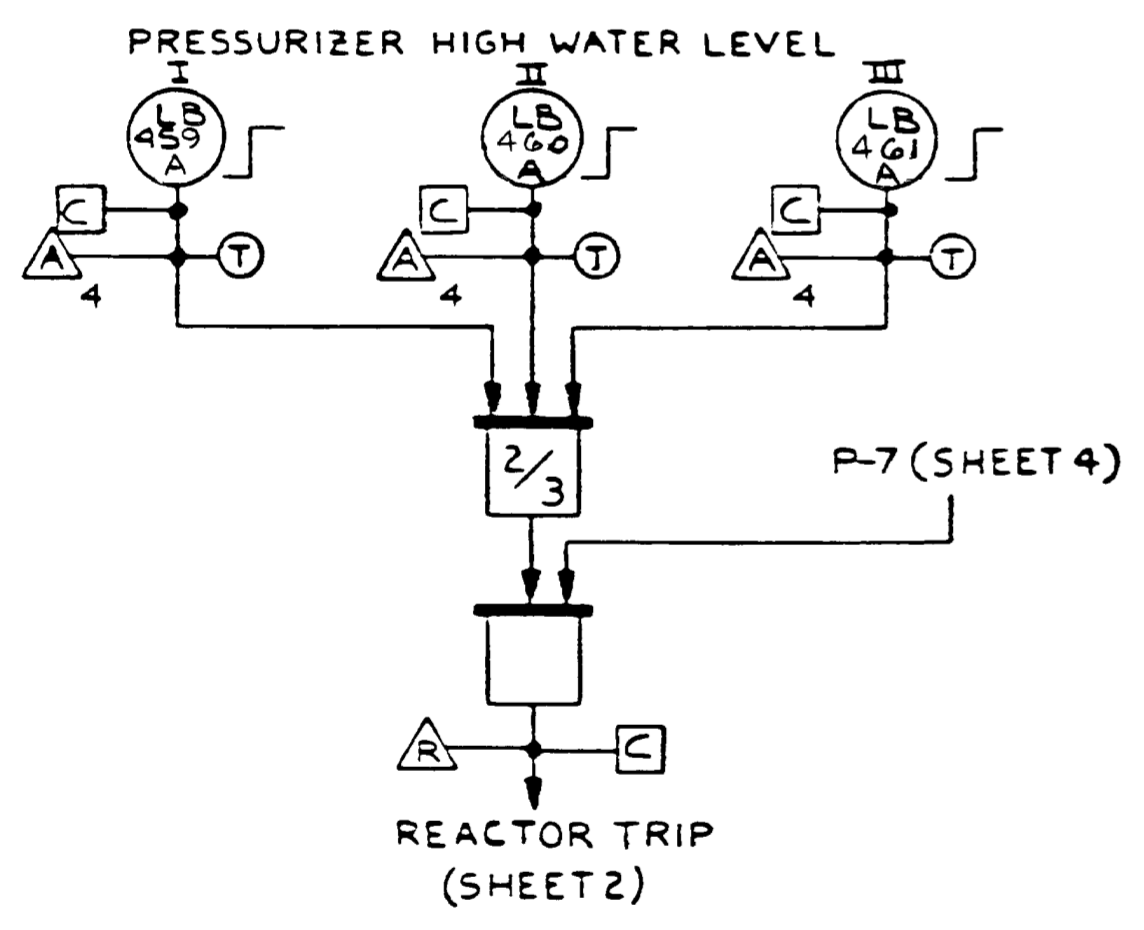 PRESSURIZER HIGH WATER LEVEL
I II III
LB LB LB
459 460 461
A A A
C C C
A T A T A T
4 4 4
2/3
P-7 (SHEET 4)
R C
REACTOR TRIP
(SHEET 2)